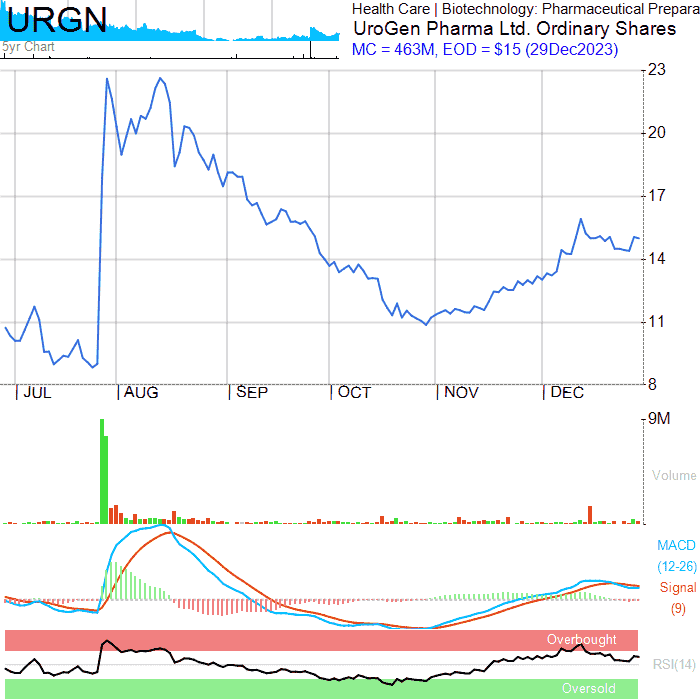 URGN
5yr Chart
Health Care | Biotechnology: Pharmaceutical Prepara
UroGen Pharma Ltd. Ordinary Shares
MC = 463M, EOD = $15 (29Dec2023)
23
20
17
14
11
8
JUL AUG SEP OCT NOV DEC
9M
Volume
MACD
(12-26)
Signal
(9)
Overbought
RSI(14)
Oversold